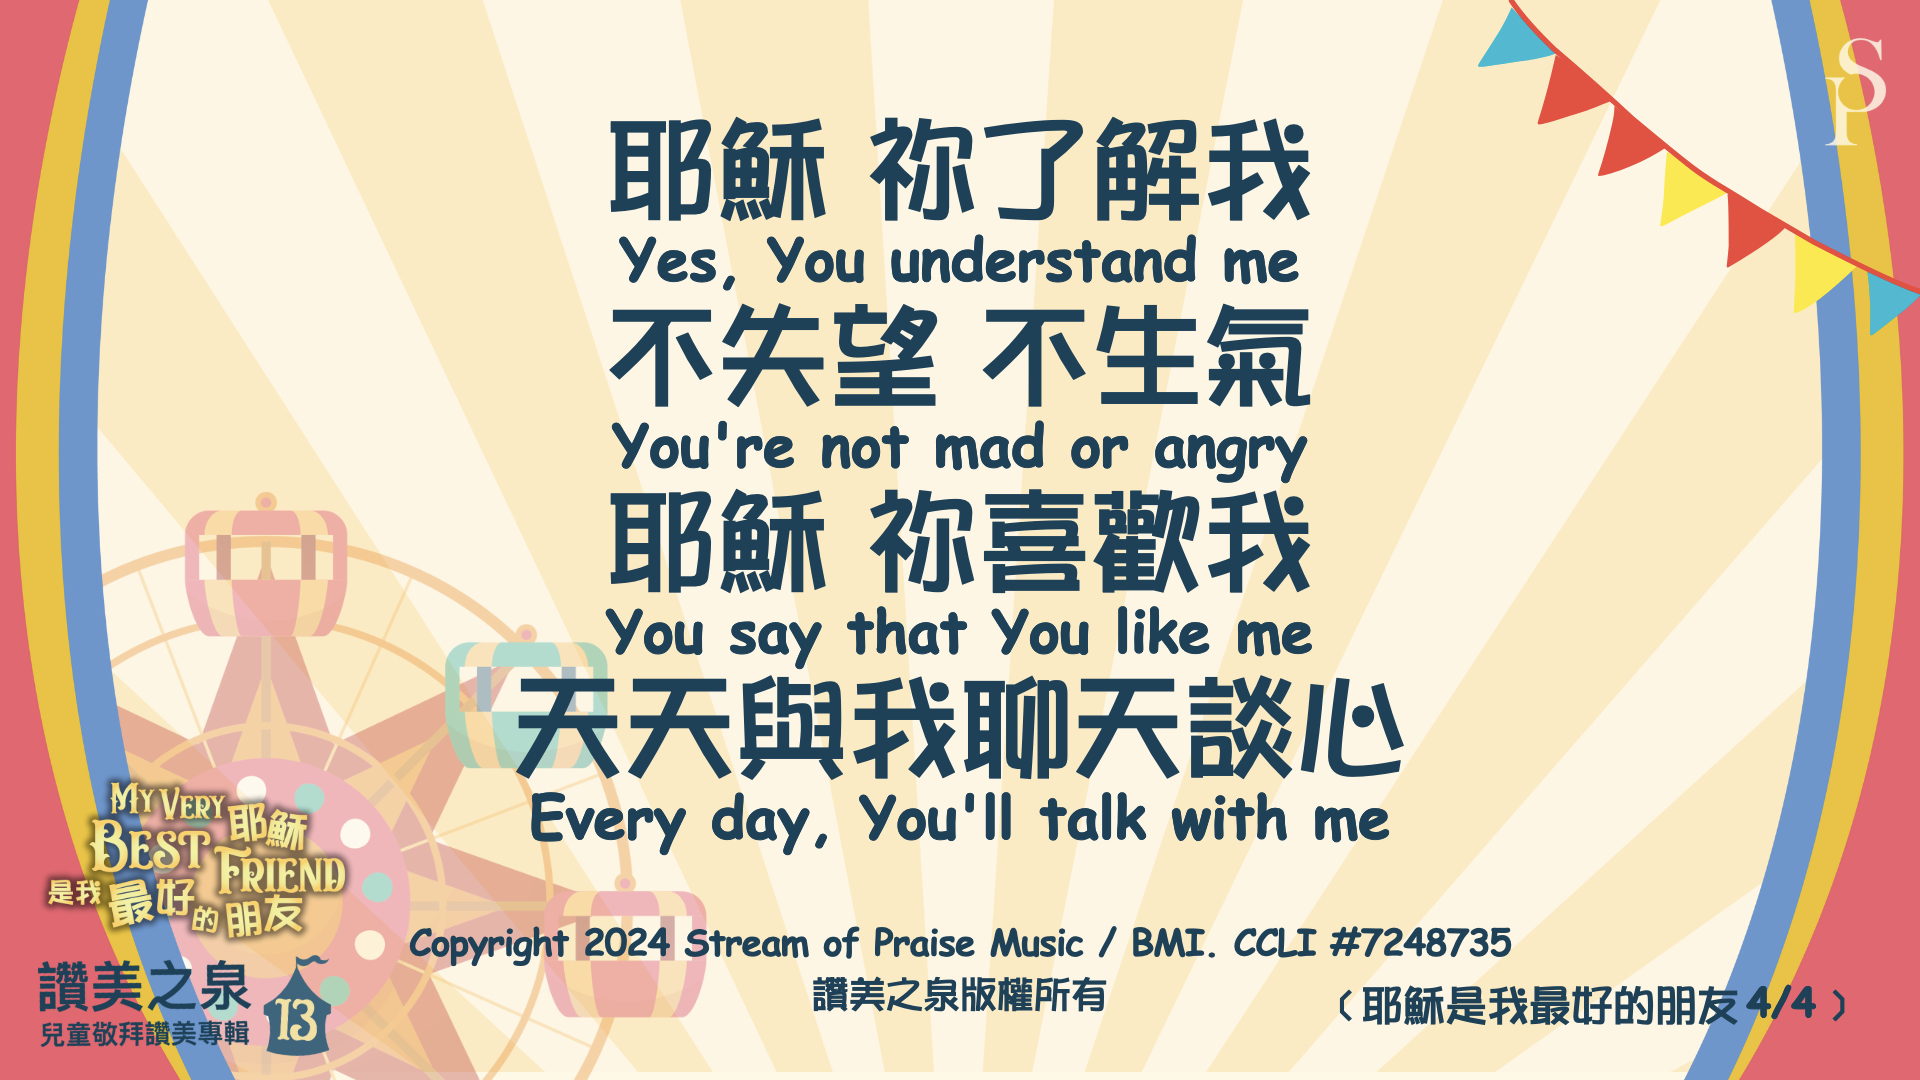 SP
耶穌 祢了解我
Yes, You understand me
不失望 不生氣
You're not mad or angry
耶穌 祢喜歡我
You say that You like me
天天與我聊天談心
Every day, You'll talk with me
MY VERY
BEST 耶穌
FRIEND
是我最好的朋友
Copyright 2024 Stream of Praise Music / BMI. CCLI #7248735
讚美之泉版權所有
讚美之泉
兒童敬拜讚美專輯
13
（耶穌是我最好的朋友 4/4 ）